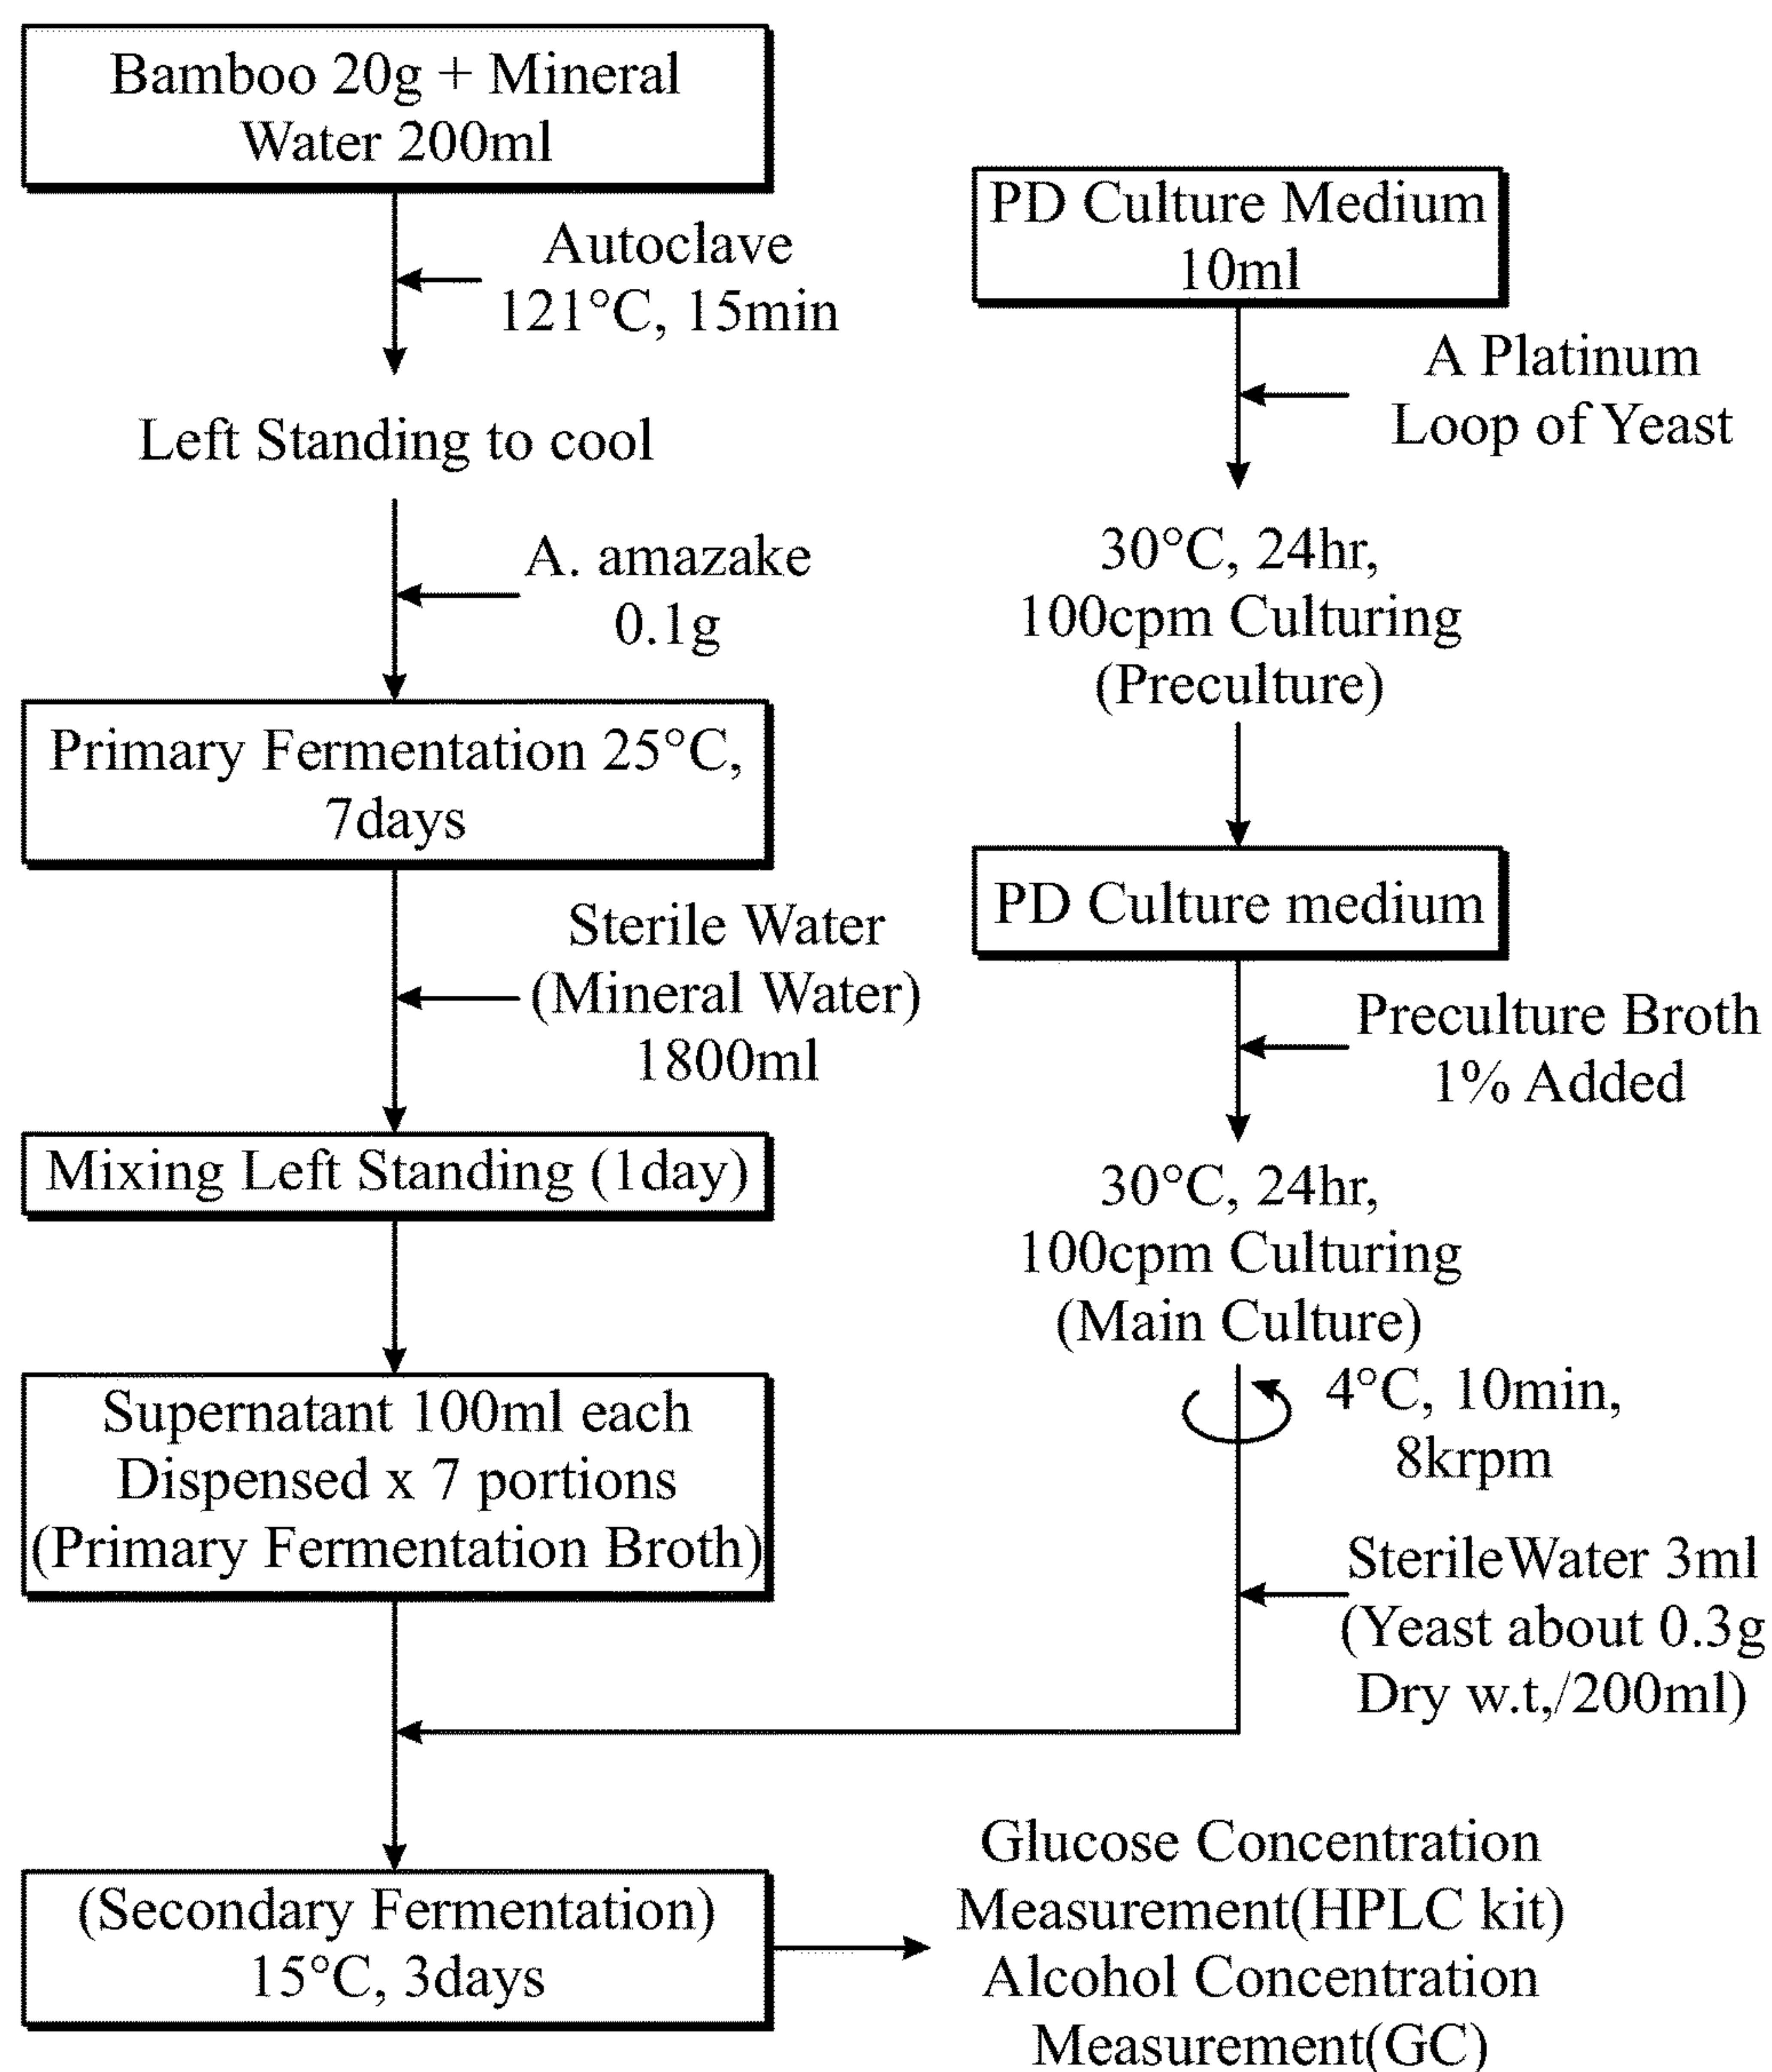 Bamboo 20g + Mineral
Water 200ml
Autoclave
121°C, 15min
Left Standing to cool
A. amazake
0.1g
Primary Fermentation 25°C,
7days
Sterile Water
(Mineral Water)
1800ml
Mixing Left Standing (1day)
Supernatant 100ml each
Dispensed x 7 portions
(Primary Fermentation Broth)
PD Culture Medium
10ml
A Platinum
Loop of Yeast
30°C, 24hr,
100cpm Culturing
(Preculture)
PD Culture medium
Preculture Broth
1% Added
30°C, 24hr,
100cpm Culturing
(Main Culture)
4°C, 10min,
8krpm
SterileWater 3ml
(Yeast about 0.3g
Dry w.t,/200ml)
(Secondary Fermentation)
15°C, 3days
Glucose Concentration
Measurement(HPLC kit)
Alcohol Concentration
Measurement(GC)